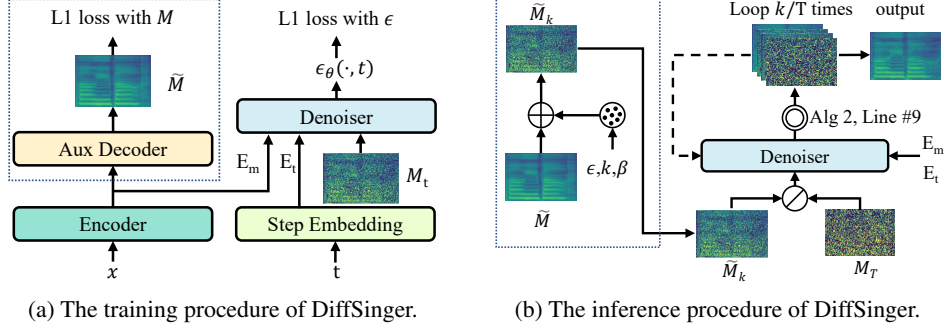 L1 loss with M
M̃
Aux Decoder
Encoder
x
L1 loss with ϵ
ϵθ(·, t)
Denoiser
Em
Et
Mt
Step Embedding
t
(a) The training procedure of DiffSinger.
M̃k
ϵ,k,β
M̃
Loop k/T times
output
Alg 2, Line #9
Denoiser
Em
Et
M̃k
MT
(b) The inference procedure of DiffSinger.